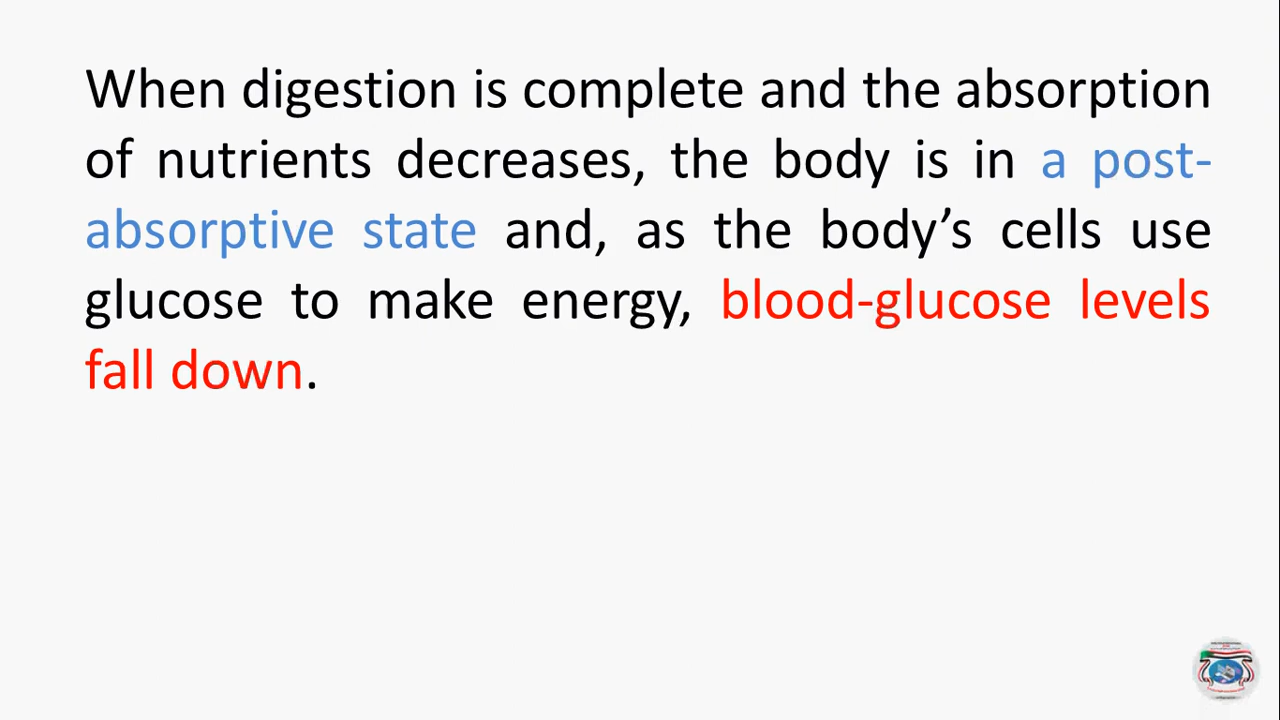 When digestion is complete and the absorption
of nutrients decreases, the body is in a post-
absorptive state and, as the body’s cells use
glucose to make energy, blood-glucose levels
fall down.